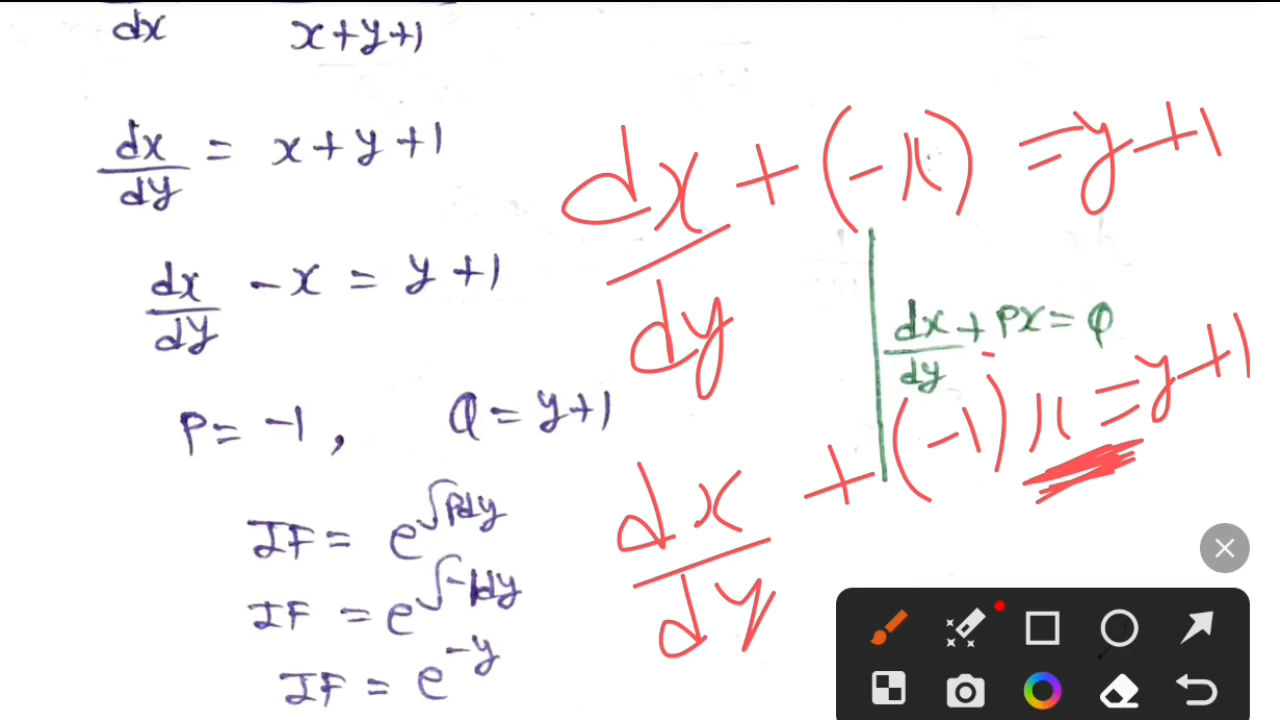 dx x+y+1
dx/dy = x+y+1
dx/dy - x = y+1
P = -1, Q = y+1
IF = e^∫Pdy
IF = e^∫-1dy
IF = e^-y
dx/dy + (-x) = y+1
dx/dy + Px = Q
dx/dy + (-1)x = y+1